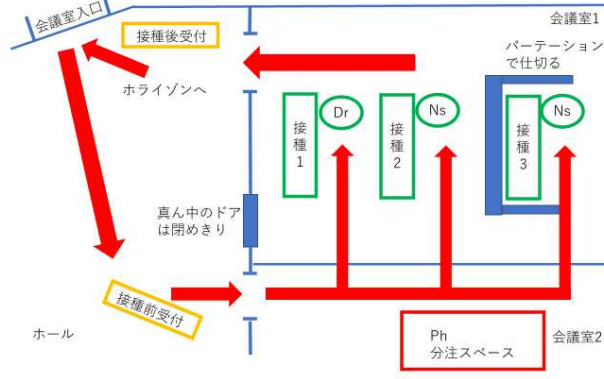 会議室入口
接種後受付
会議室1
パーテーション
で仕切る
ホライゾンへ
接種1
Dr
接種2
Ns
接種3
Ns
真ん中のドア
は閉めきり
接種前受付
ホール
Ph
分注スペース
会議室2